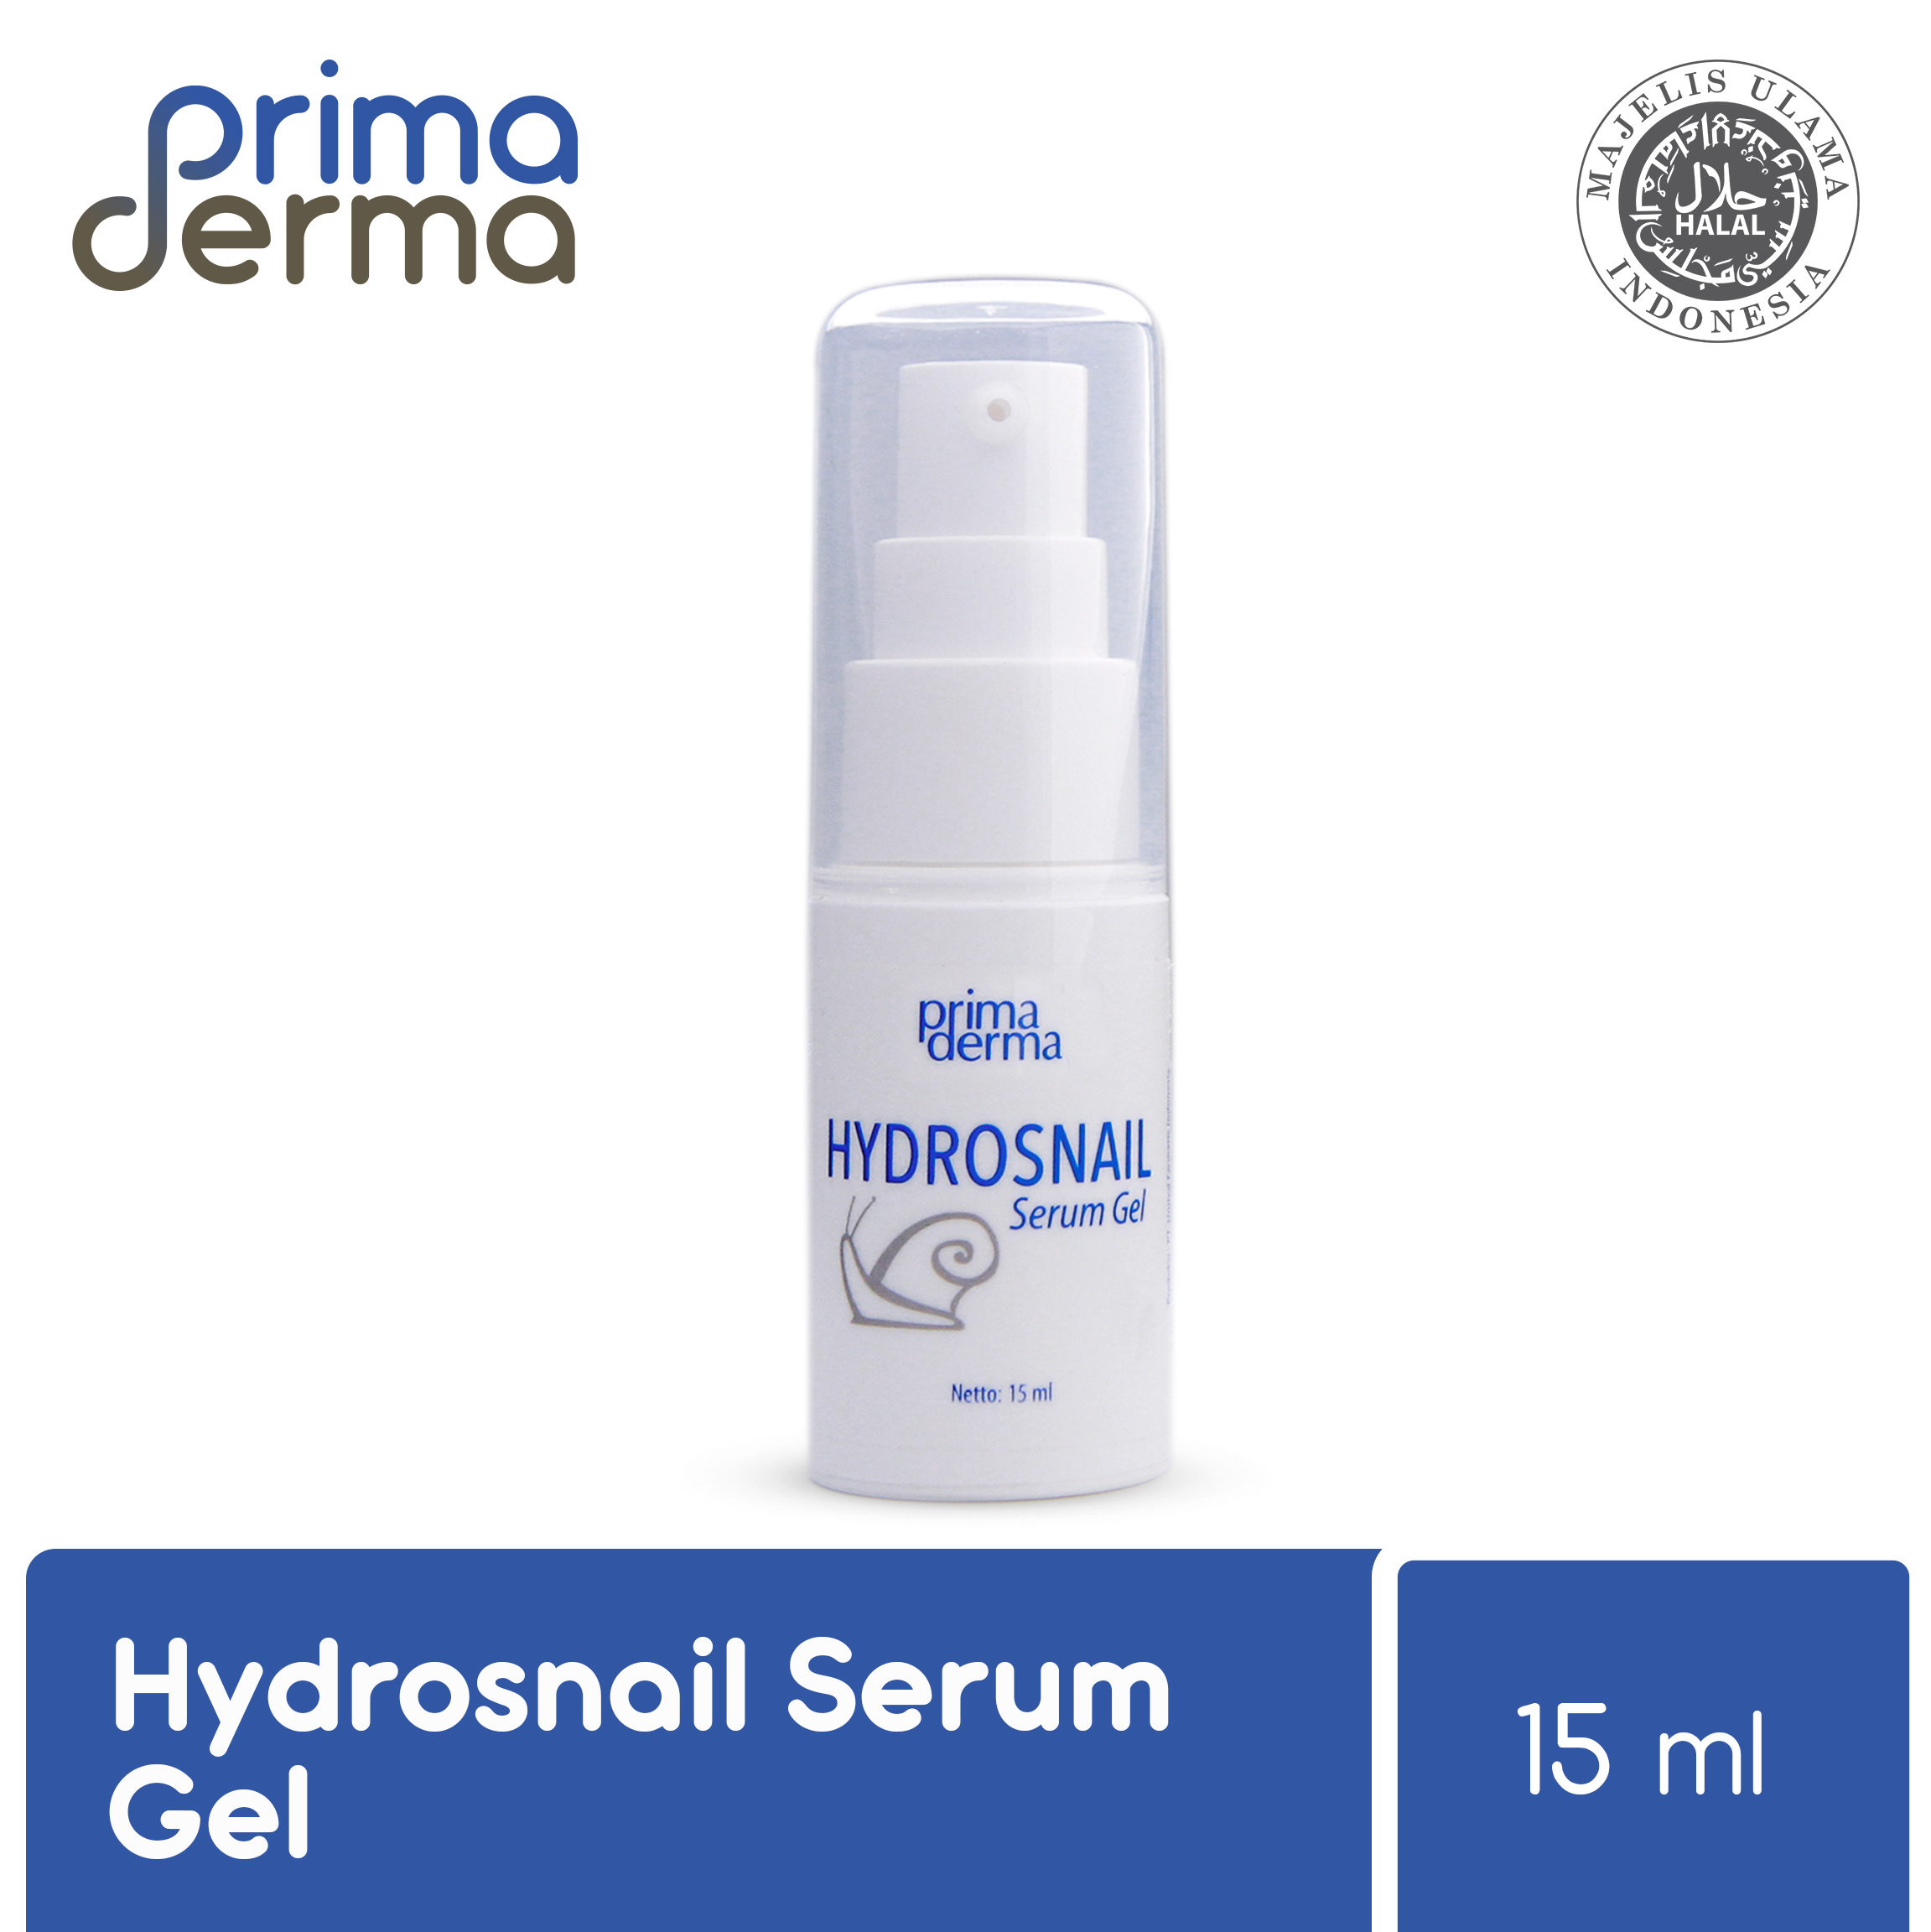 prima
derma
MAJELIS ULAMA
حلال
HALAL
INDONESIA
prima
derma
HYDROSNAIL
Serum Gel
Netto: 15 ml
Hydrosnail Serum
Gel
15 ml